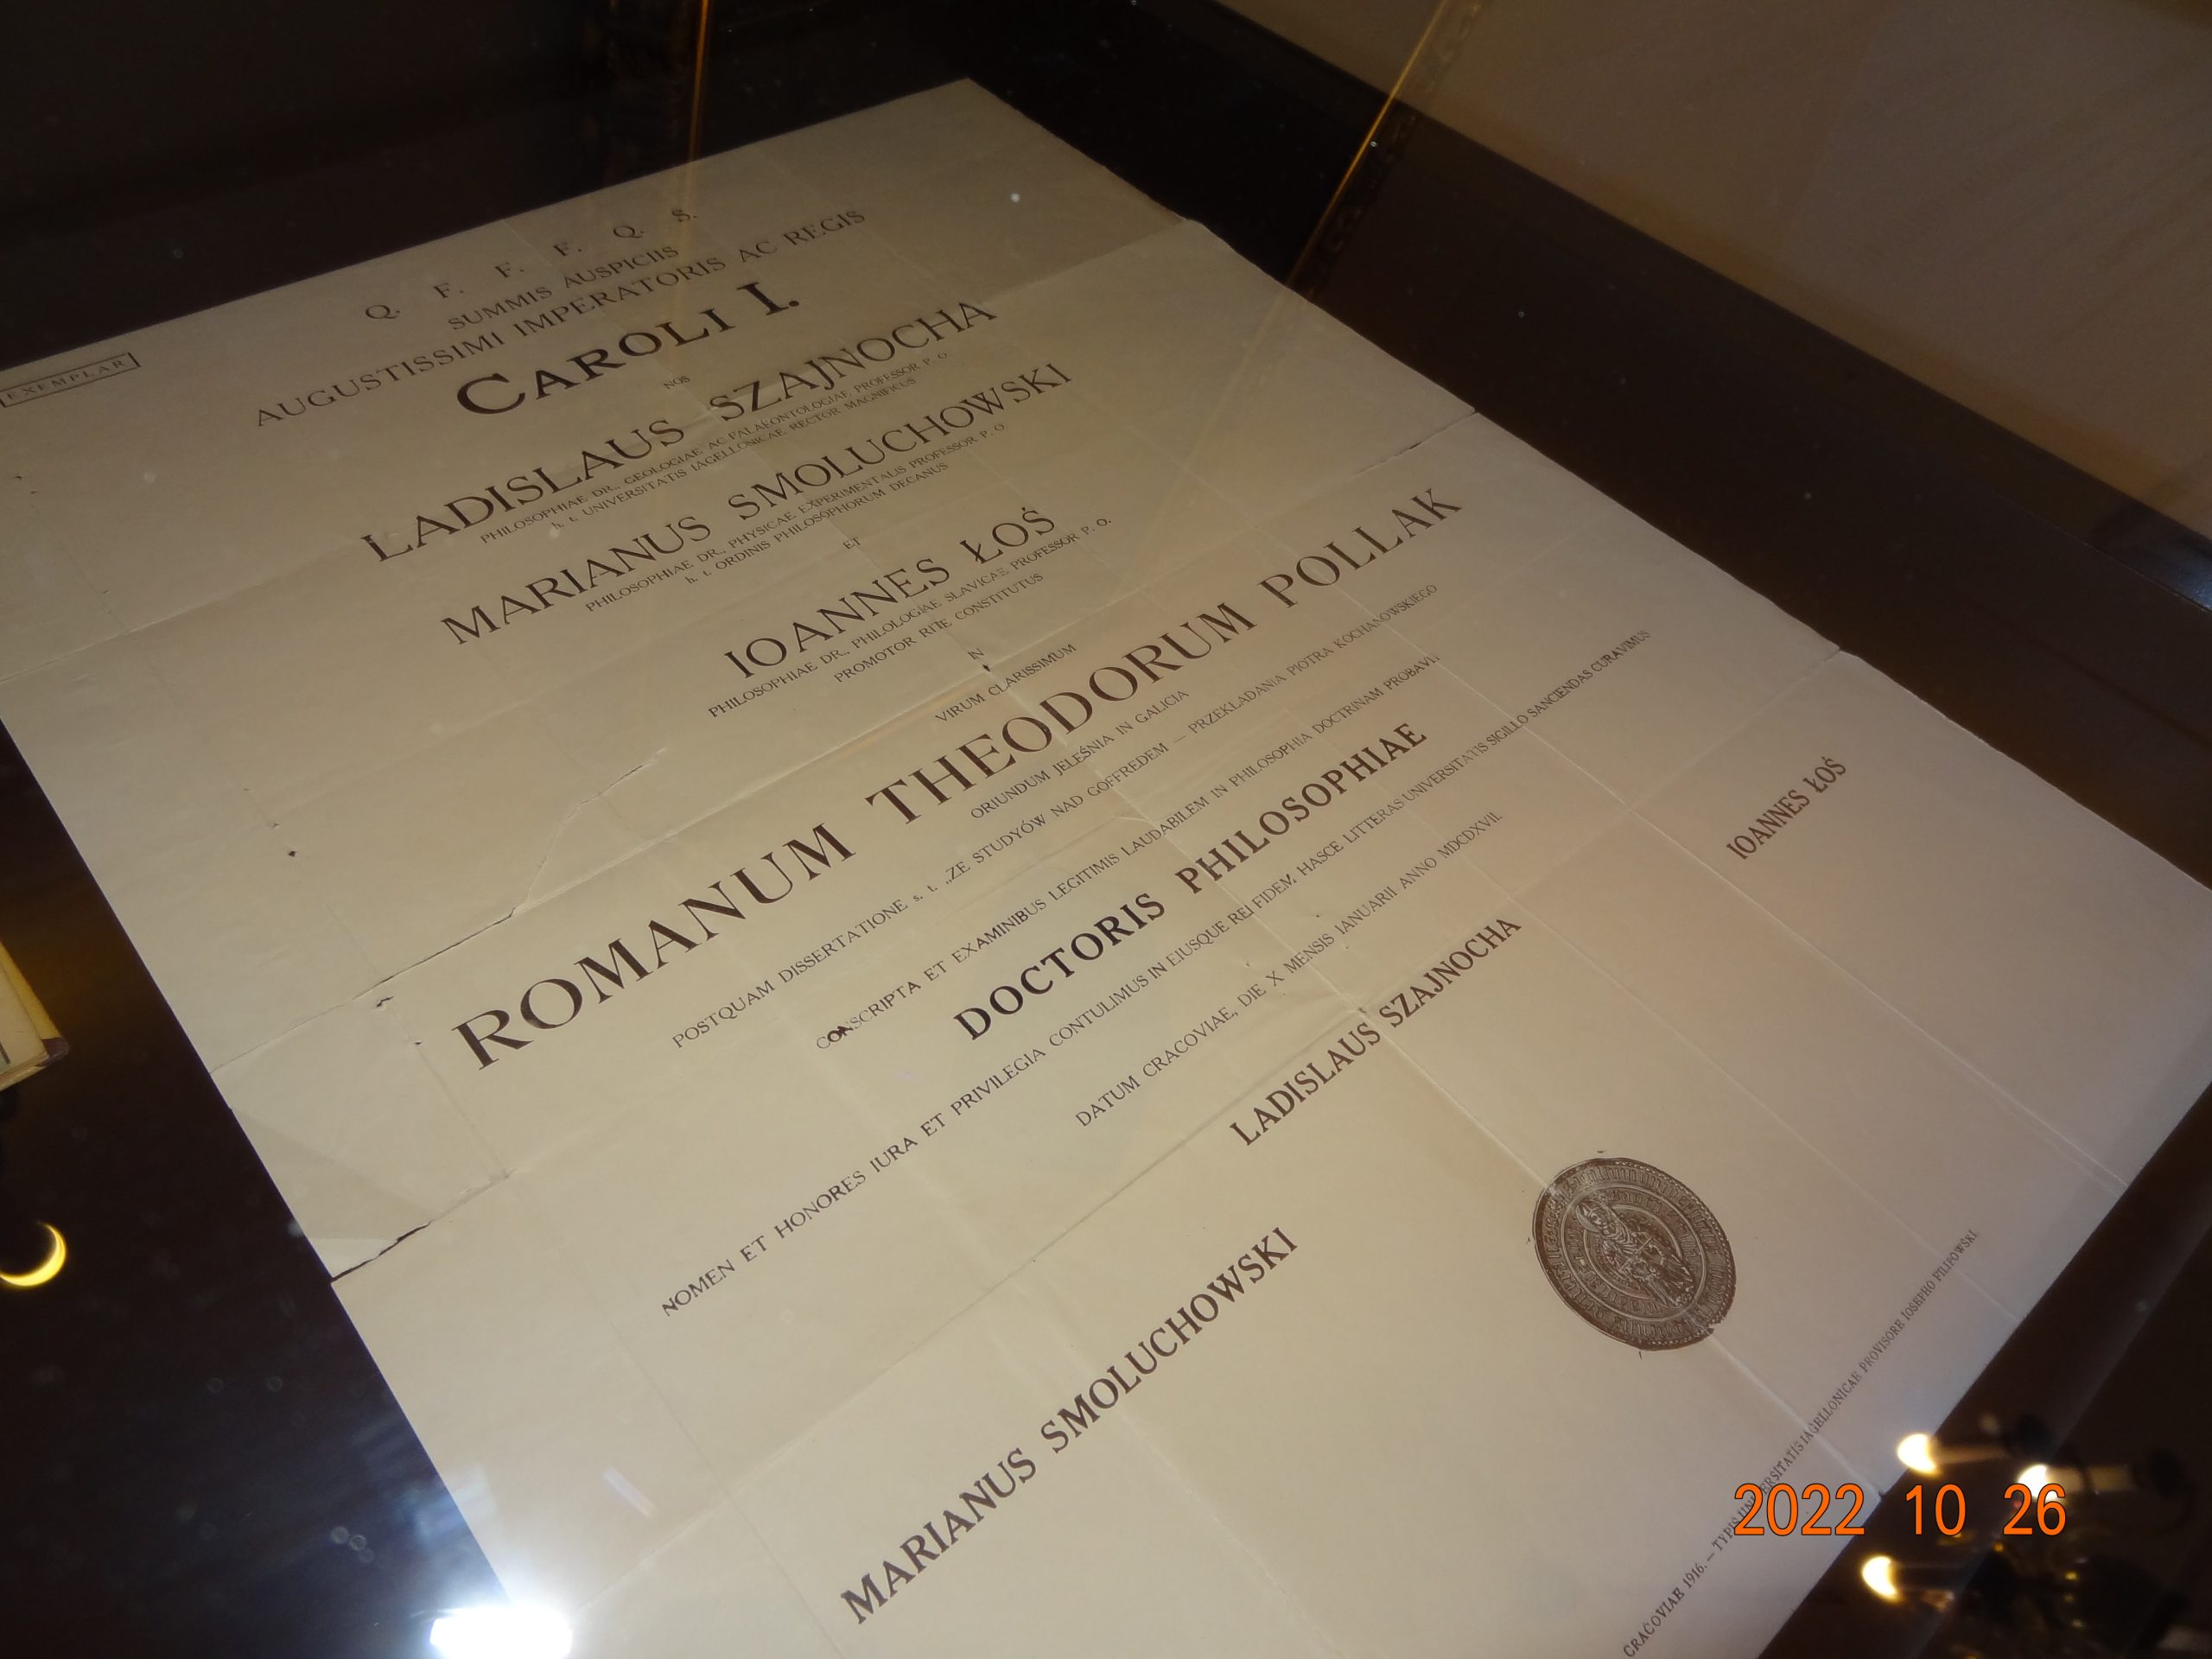 EXEMPLAR
Q. F. F. F. Q. S.
SUMMIS AUSPICIIS
AUGUSTISSIMI IMPERATORIS AC REGIS
CAROLI I.
NOS
LADISLAUS SZAJNOCHA
PHILOSOPHIAE DR., GEOLOGIAE AC PALAEONTOLOGIAE PROFESSOR P. O
h. t. UNIVERSITATIS IAGELLONICAE RECTOR MAGNIFICUS
MARIANUS SMOLUCHOWSKI
PHILOSOPHIAE DR., PHYSICAE EXPERIMENTALIS PROFESSOR P. O
h. t. ORDINIS PHILOSOPHORUM DECANUS
ET
IOANNES ŁOŚ
PHILOSOPHIAE DR., PHILOLOGIAE SLAVICAE PROFESSOR P. O.
PROMOTOR RITE CONSTITUTUS
IN
VIRUM CLARISSIMUM
ROMANUM THEODORUM POLLAK
ORIUNDUM JELEŚNIA IN GALICIA
POSTQUAM DISSERTATIONE s. t. „ZE STUDYÓW NAD GOFFREDEM — PRZEKŁADANIA PIOTRA KOCHANOWSKIEGO
CONSCRIPTA ET EXAMINIBUS LEGITIMIS LAUDABILEM IN PHILOSOPHIA DOCTRINAM PROBAVIT
DOCTORIS PHILOSOPHIAE
NOMEN ET HONORES IURA ET PRIVILEGIA CONTULIMUS IN EIUSQUE REI FIDEM HASCE LITTERAS UNIVERSITATIS SIGILLO SANCIENDAS CURAVIMUS
DATUM CRACOVIAE, DIE X MENSIS IANUARII ANNO MDCDXVII.
LADISLAUS SZAJNOCHA
IOANNES ŁOŚ
MARIANUS SMOLUCHOWSKI
CRACOVIAE 1916. — TYPIS UNIVERSITATIS IAGELLONICAE PROVISORE IOSEPHO FILIPOWSKI.
2022 10 26